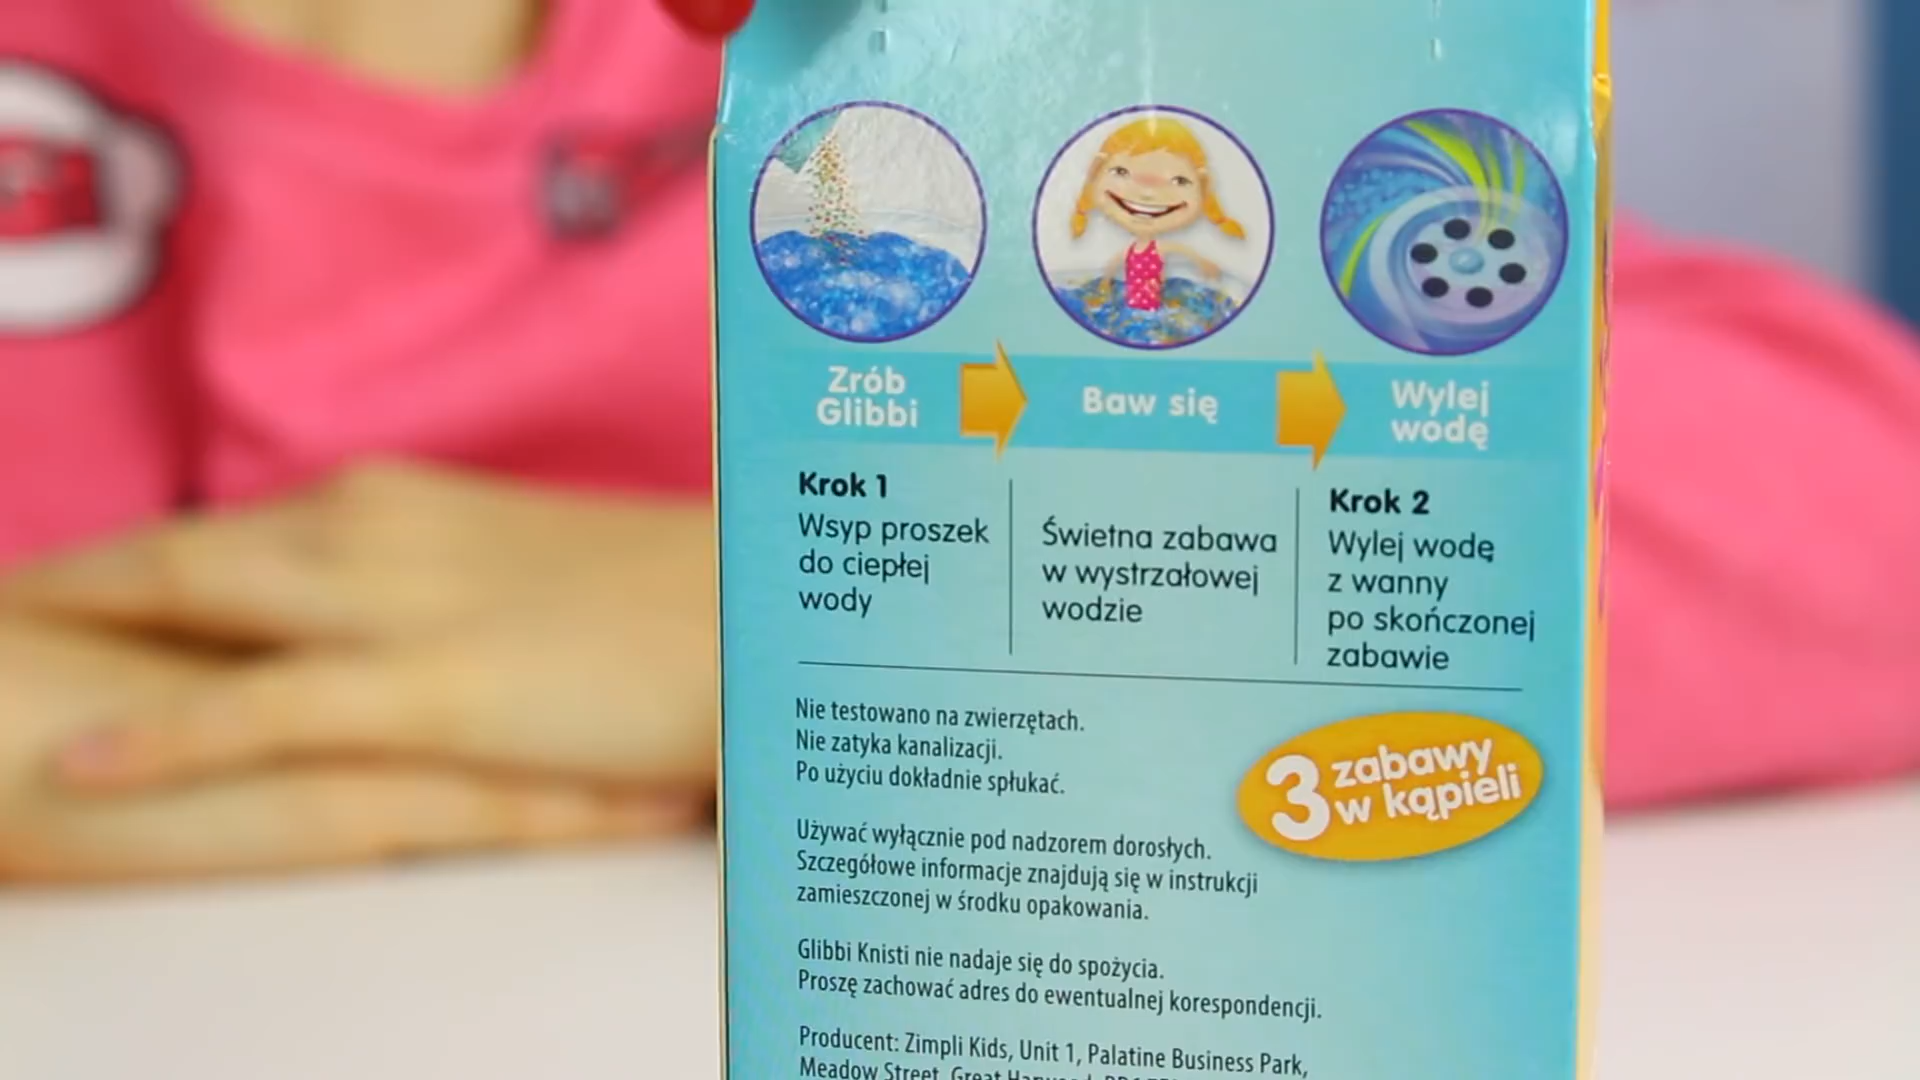 Zrób
Glibbi
Baw się
Wylej
wodę
Krok 1
Wsyp proszek
do ciepłej
wody
Świetna zabawa
w wystrzałowej
wodzie
Krok 2
Wylej wodę
z wanny
po skończonej
zabawie
Nie testowano na zwierzętach.
Nie zatyka kanalizacji.
Po użyciu dokładnie spłukać.
3 zabawy
w kąpieli
Używać wyłącznie pod nadzorem dorosłych.
Szczegółowe informacje znajdują się w instrukcji
zamieszczonej w środku opakowania.
Glibbi Knisti nie nadaje się do spożycia.
Proszę zachować adres do ewentualnej korespondencji.
Producent: Zimpli Kids, Unit 1, Palatine Business Park,
Meadow Street, Great